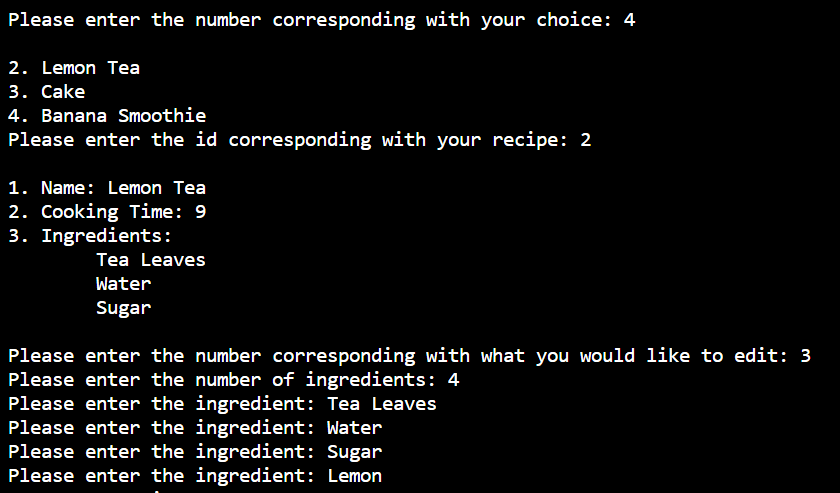 Please enter the number corresponding with your choice: 4
2. Lemon Tea
3. Cake
4. Banana Smoothie
Please enter the id corresponding with your recipe: 2
1. Name: Lemon Tea
2. Cooking Time: 9
3. Ingredients:
Tea Leaves
Water
Sugar
Please enter the number corresponding with what you would like to edit: 3
Please enter the number of ingredients: 4
Please enter the ingredient: Tea Leaves
Please enter the ingredient: Water
Please enter the ingredient: Sugar
Please enter the ingredient: Lemon